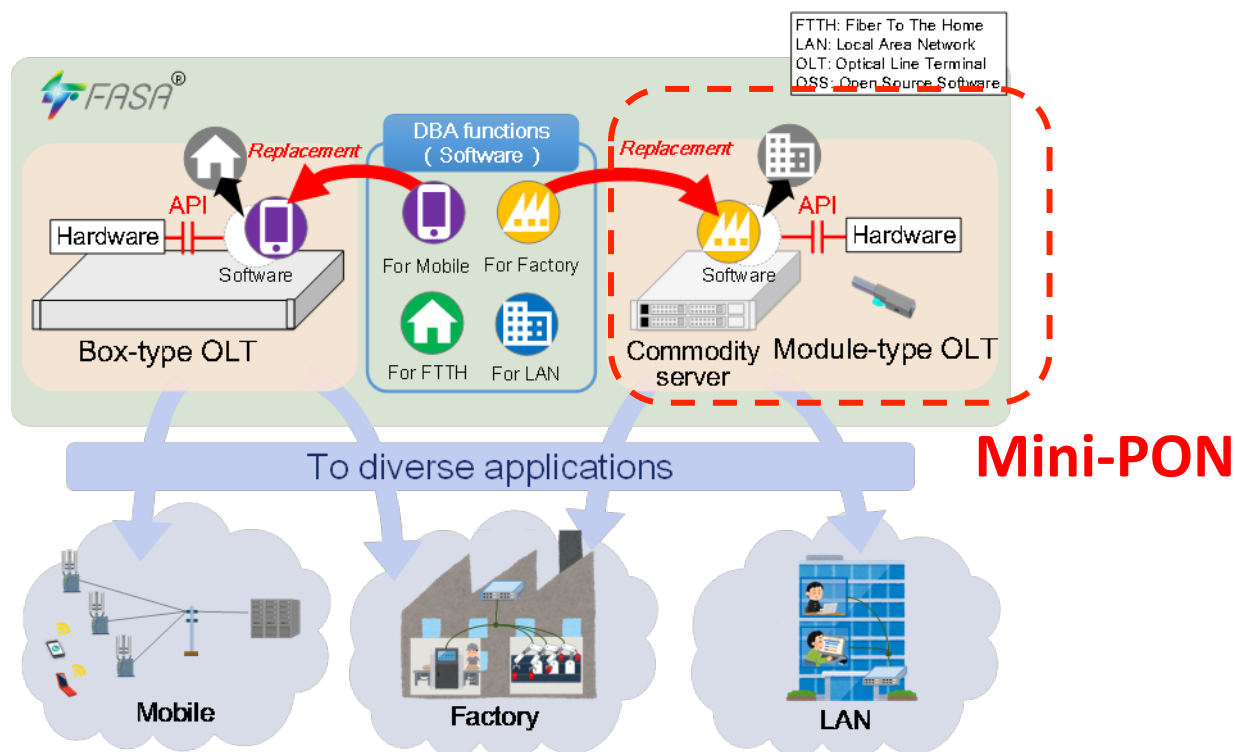 FTTH: Fiber To The Home
LAN: Local Area Network
OLT: Optical Line Terminal
OSS: Open Source Software
FASA®
DBA functions
( Software )
Replacement
Replacement
API
API
Hardware
Hardware
Software
Software
For Mobile
For Factory
For FTTH
For LAN
Box-type OLT
Commodity
server
Module-type OLT
Mini-PON
To diverse applications
Mobile
Factory
LAN